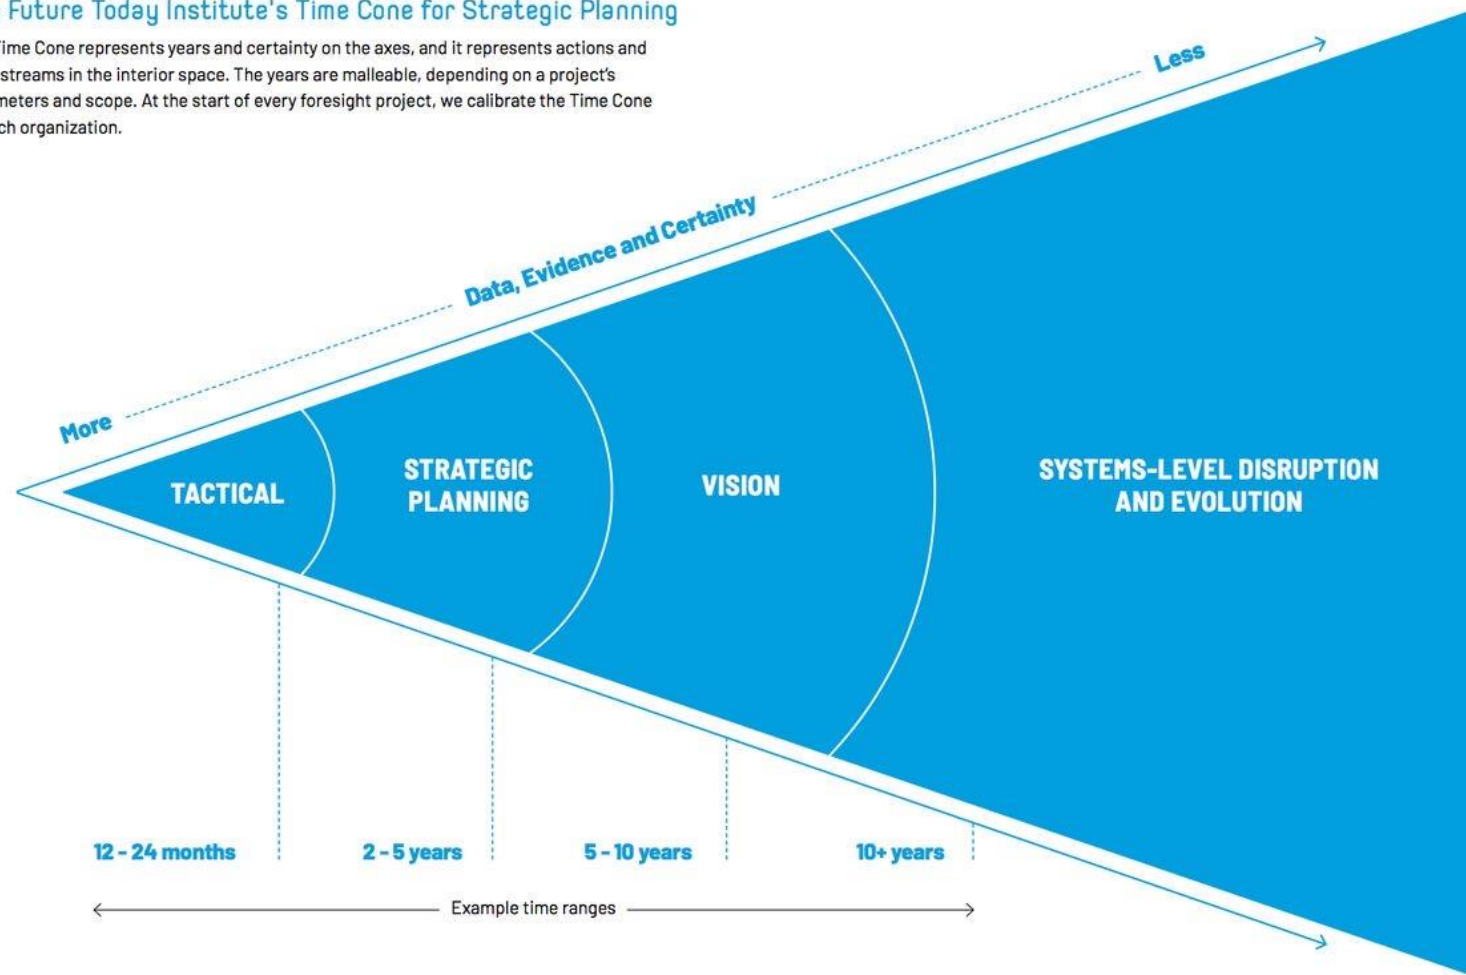 Future Today Institute's Time Cone for Strategic Planning
ime Cone represents years and certainty on the axes, and it represents actions and
streams in the interior space. The years are malleable, depending on a project's
meters and scope. At the start of every foresight project, we calibrate the Time Cone
ch organization.
Less
Data, Evidence and Certainty
More
TACTICAL
STRATEGIC
PLANNING
VISION
SYSTEMS-LEVEL DISRUPTION
AND EVOLUTION
12 - 24 months
2 - 5 years
5 - 10 years
10+ years
Example time ranges